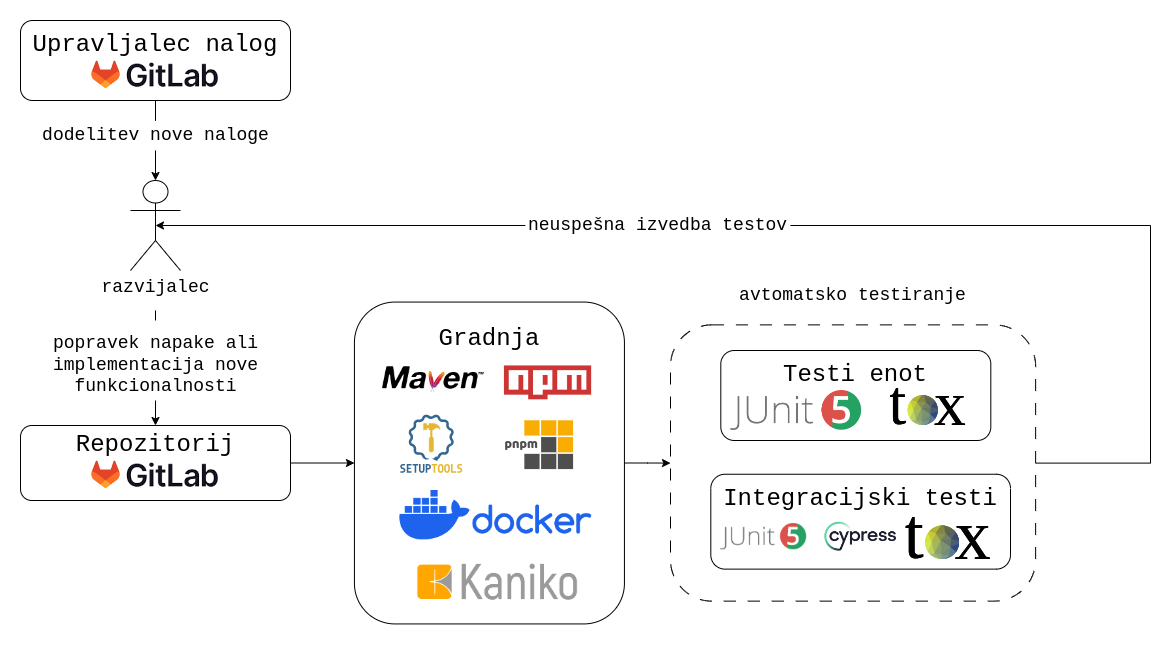 Upravljalec nalog
GitLab
dodelitev nove naloge
neuspešna izvedba testov
razvijalec
popravek napake ali
implementacija nove
funkcionalnosti
Repozitorij
GitLab
Gradnja
Maven™
npm
SETUPTOOLS
pnpm
docker
Kaniko
avtomatsko testiranje
Testi enot
JUnit 5
tox
Integracijski testi
JUnit 5
cypress
tox